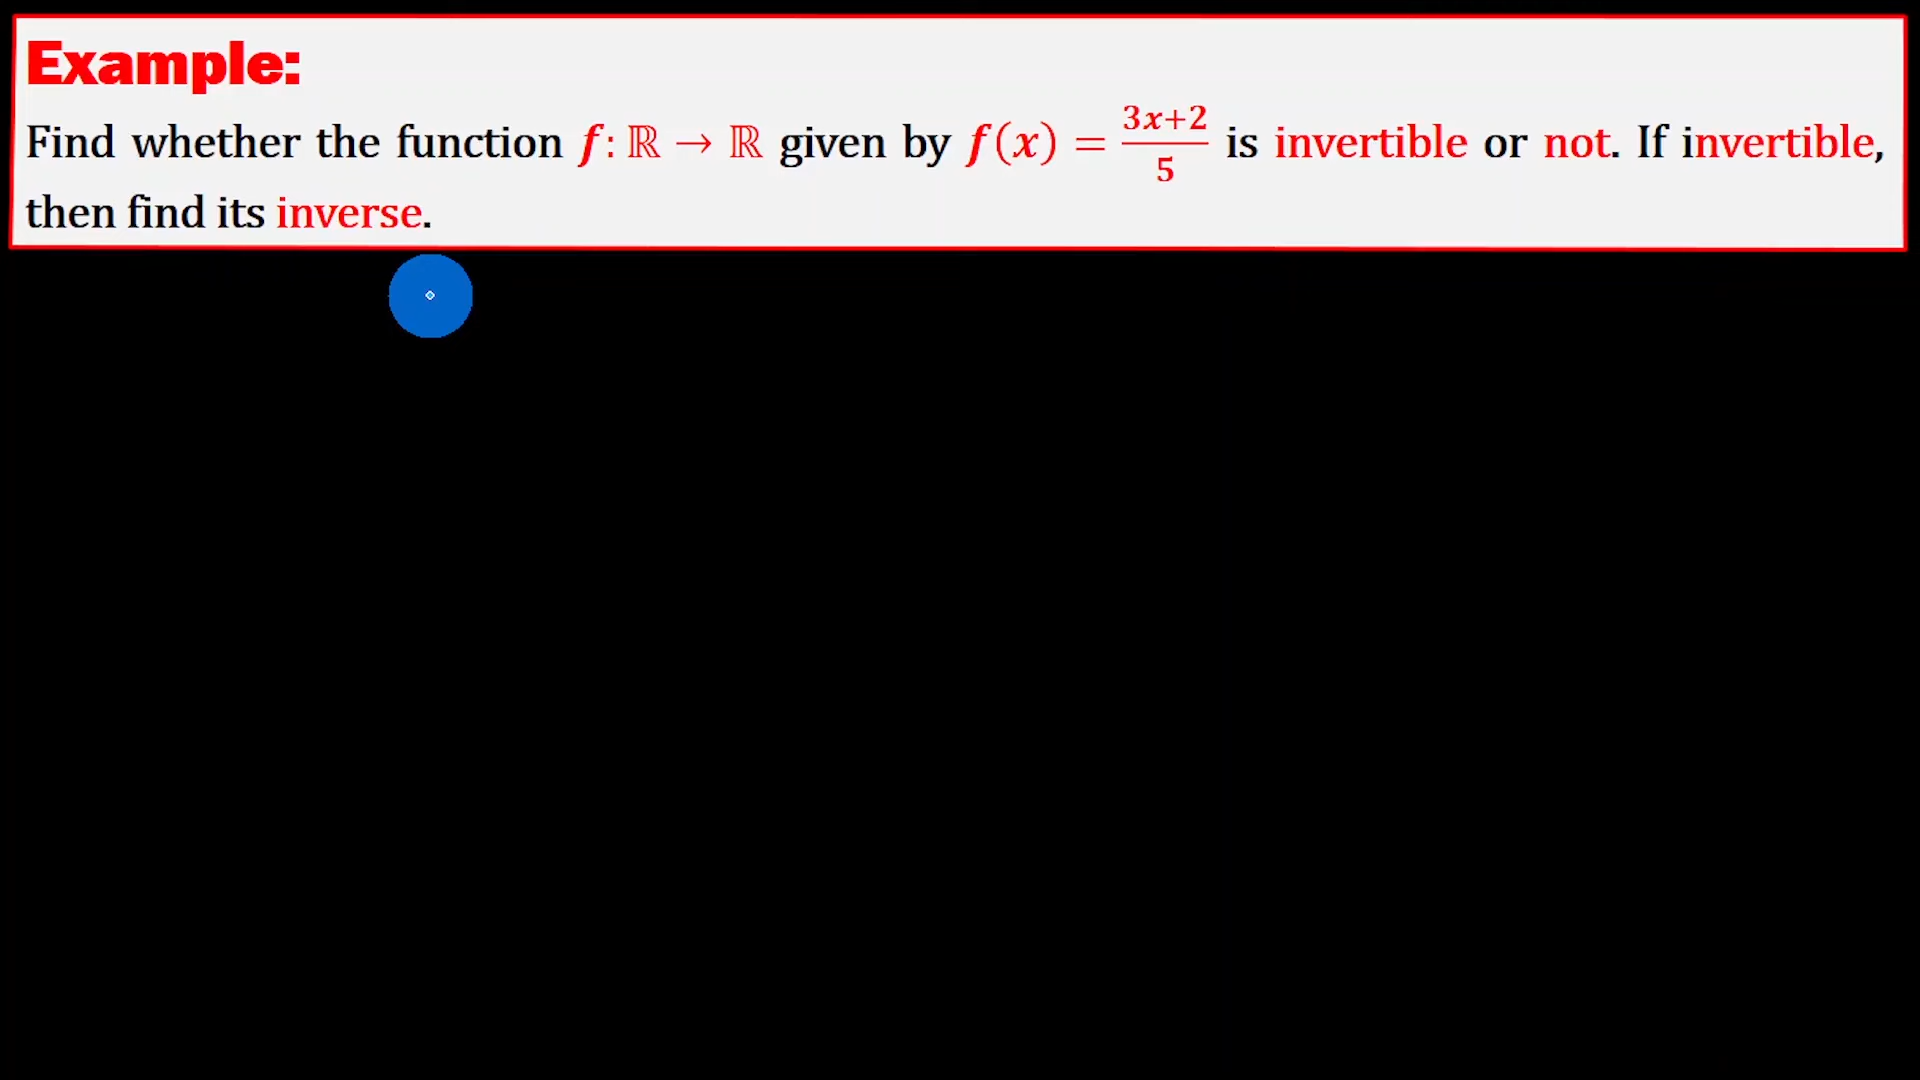 Example:
Find whether the function f: ℝ → ℝ given by f(x) = \frac{3x+2}{5} is invertible or not. If invertible,
then find its inverse.